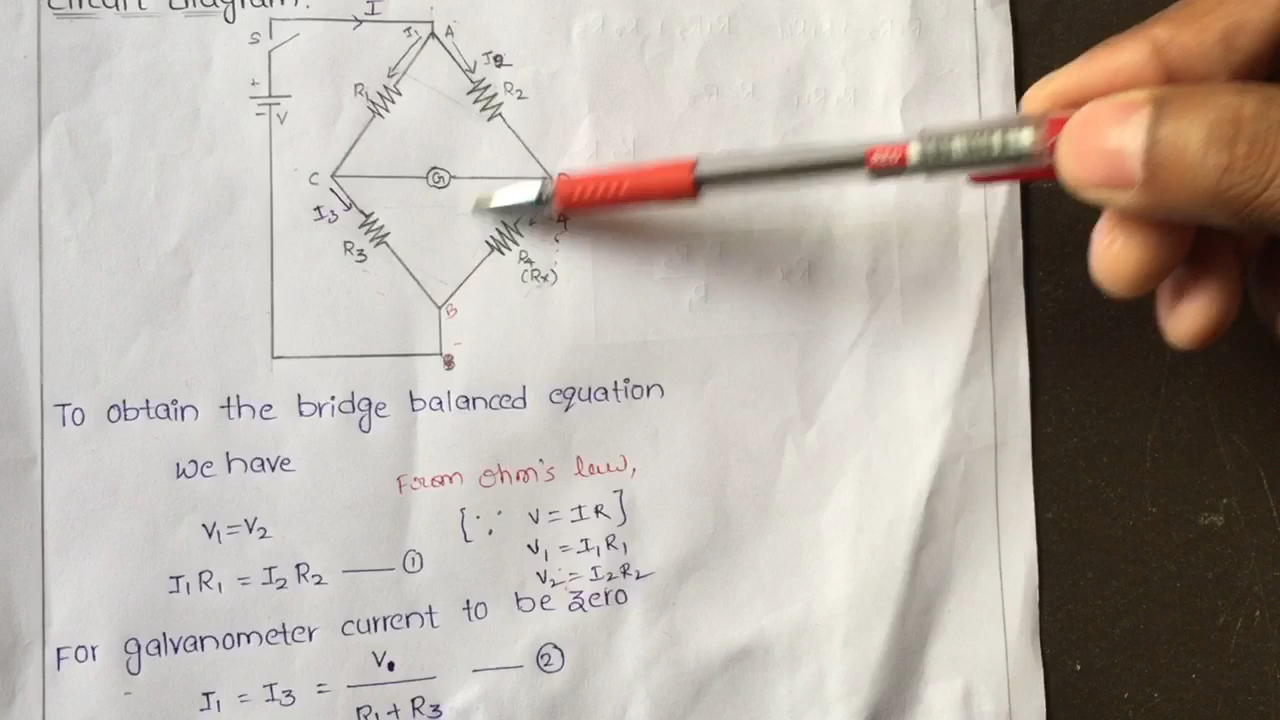 Circuit Diagram:
I
S
I1 A
I2
+
R1
R2
- V
C G
I3
R3
R4
(Rx)
B
B
To obtain the bridge balanced equation
we have
From ohm's law,
V1 = V2
[∵ V = IR]
V1 = I1R1
I1R1 = I2R2 —— ①
V2 = I2R2
For galvanometer current to be zero
I1 = I3 = V / R1 + R3 —— ②